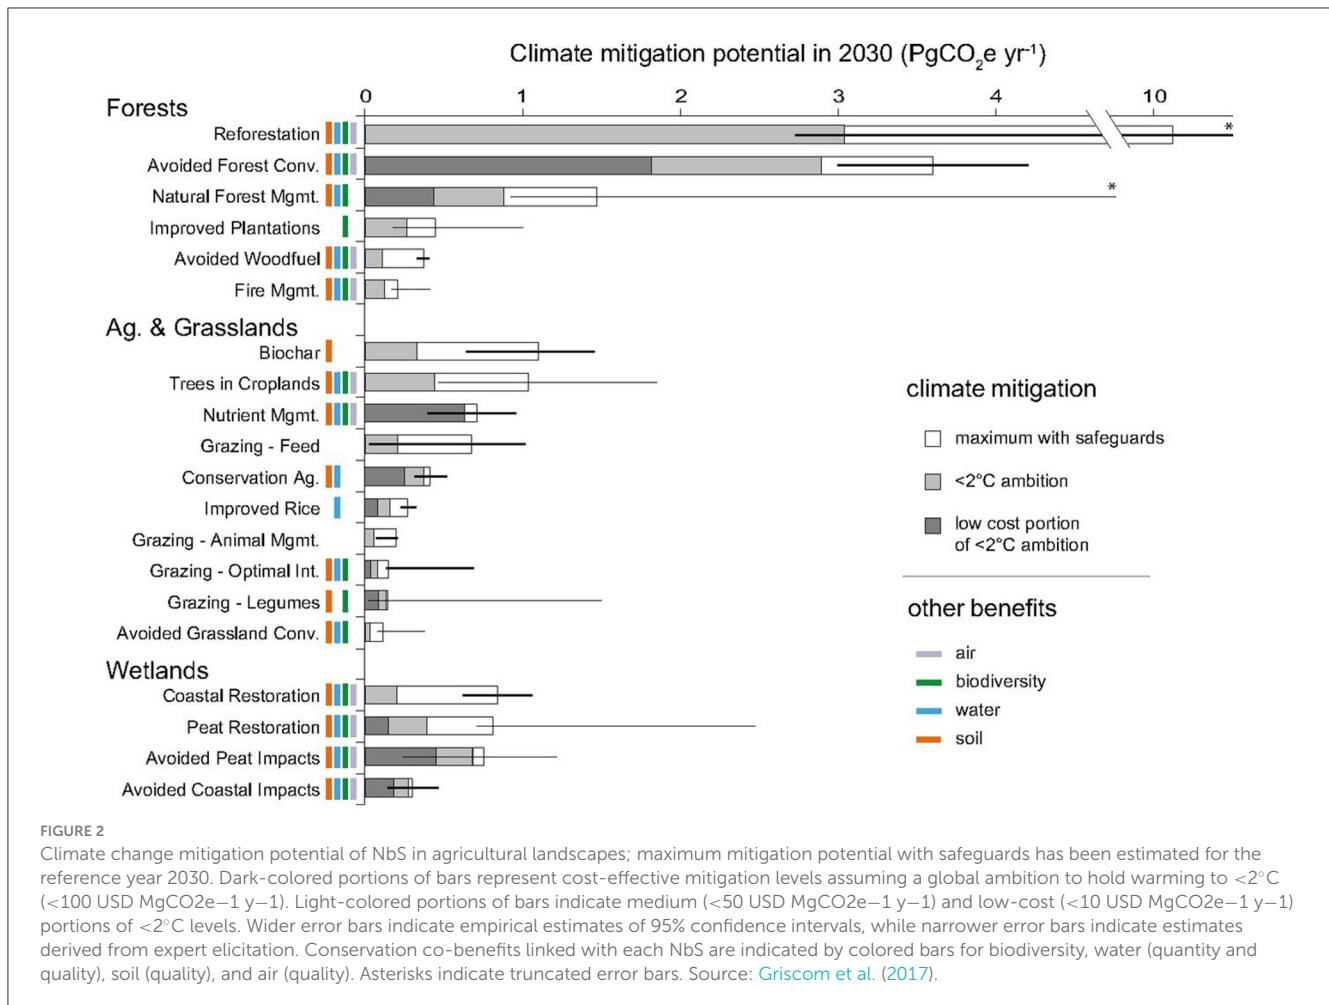 Climate mitigation potential in 2030 (PgCO2e yr-1)
0 1 2 3 4 10
Forests
Reforestation *
Avoided Forest Conv.
Natural Forest Mgmt. *
Improved Plantations
Avoided Woodfuel
Fire Mgmt.
Ag. & Grasslands
Biochar
Trees in Croplands
Nutrient Mgmt.
Grazing - Feed
Conservation Ag.
Improved Rice
Grazing - Animal Mgmt.
Grazing - Optimal Int.
Grazing - Legumes
Avoided Grassland Conv.
Wetlands
Coastal Restoration
Peat Restoration
Avoided Peat Impacts
Avoided Coastal Impacts
climate mitigation
maximum with safeguards
<2°C ambition
low cost portion
of <2°C ambition
other benefits
air
biodiversity
water
soil
FIGURE 2
Climate change mitigation potential of NbS in agricultural landscapes; maximum mitigation potential with safeguards has been estimated for the
reference year 2030. Dark-colored portions of bars represent cost-effective mitigation levels assuming a global ambition to hold warming to <2°C
(<100 USD MgCO2e−1 y−1). Light-colored portions of bars indicate medium (<50 USD MgCO2e−1 y−1) and low-cost (<10 USD MgCO2e−1 y−1)
portions of <2°C levels. Wider error bars indicate empirical estimates of 95% confidence intervals, while narrower error bars indicate estimates
derived from expert elicitation. Conservation co-benefits linked with each NbS are indicated by colored bars for biodiversity, water (quantity and
quality), soil (quality), and air (quality). Asterisks indicate truncated error bars. Source: Griscom et al. (2017).